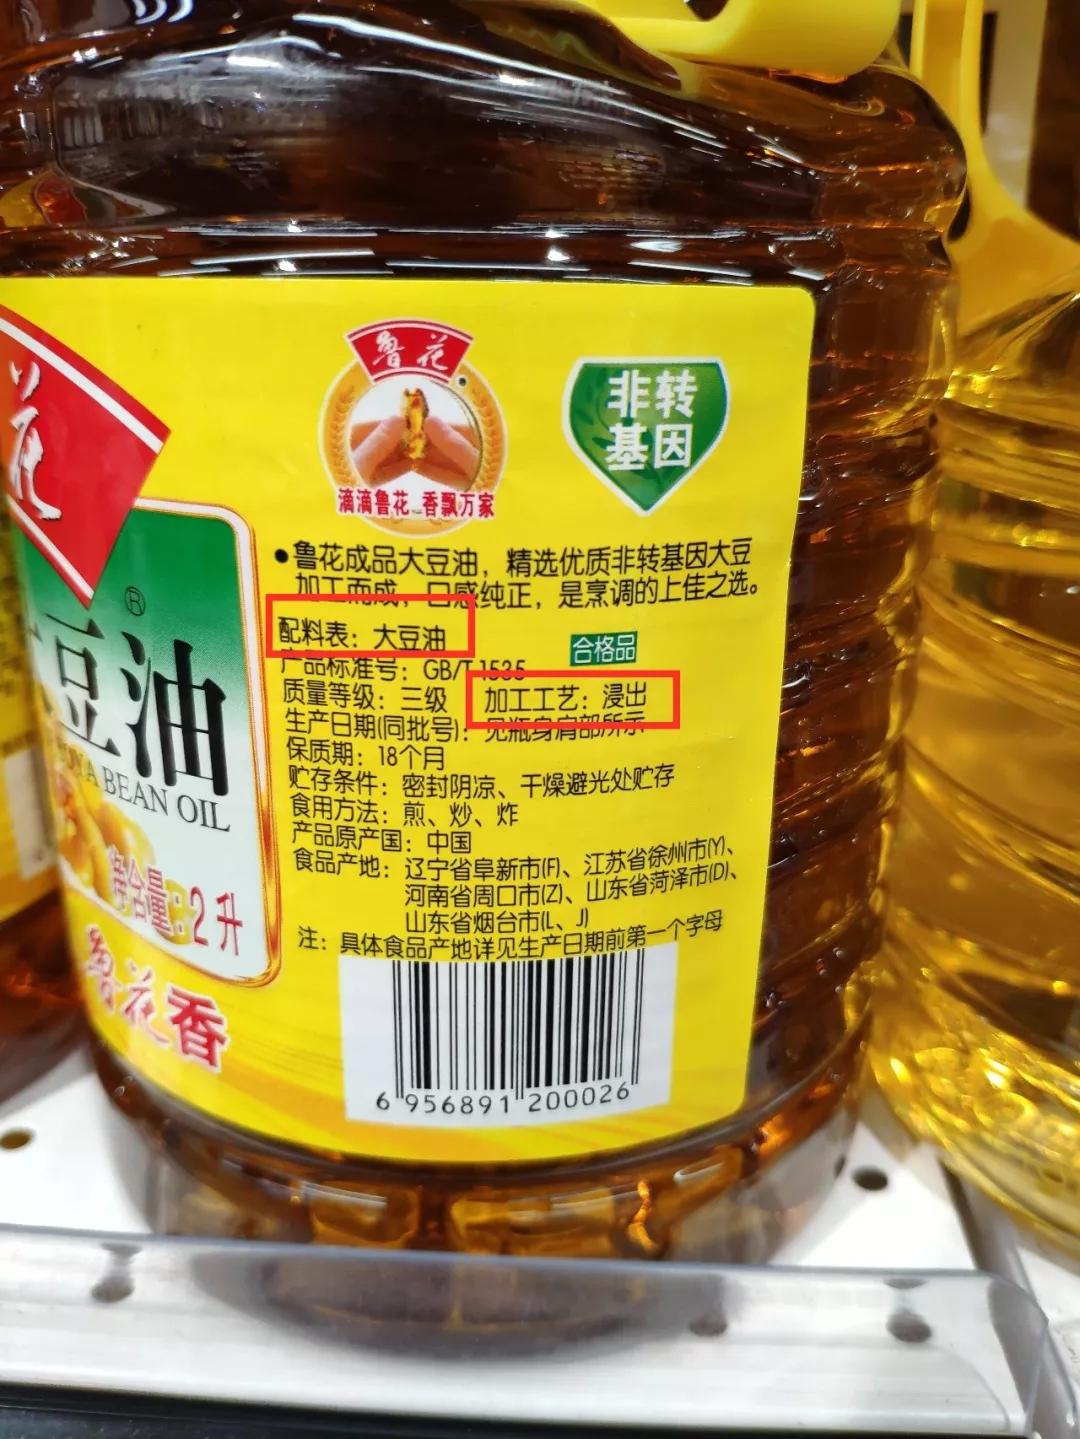 鲁花
非转
基因
滴滴鲁花 香飘万家
花
●鲁花成品大豆油，精选优质非转基因大豆
加工而成，口感纯正，是烹调的上佳之选。
配料表：大豆油
合格品
产品标准号：GB/T 1535
质量等级：三级 加工工艺：浸出
生产日期(同批号)：见瓶身肩部所示
保质期：18个月
贮存条件：密封阴凉、干燥避光处贮存
食用方法：煎、炒、炸
产品原产国：中国
食品产地：辽宁省阜新市(F)、江苏省徐州市(Y)、
河南省周口市(Z)、山东省菏泽市(D)、
山东省烟台市(L、J)
注：具体食品产地详见生产日期前第一个字母
6 956891 200026
®
豆油
BEAN OIL
净含量:2升
鲁花香